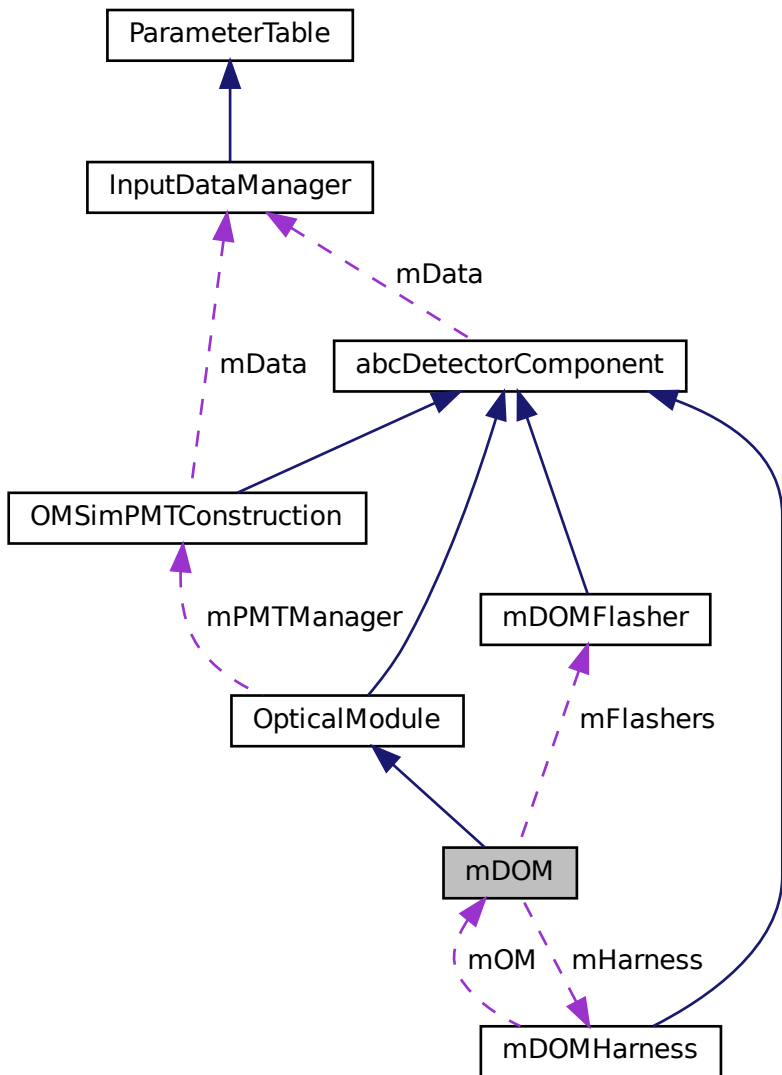 ParameterTable
InputDataManager
mData
mData
abcDetectorComponent
OMSimPMTConstruction
mPMTManager
mDOMFlasher
OpticalModule
mFlashers
mDOM
mOM
mHarness
mDOMHarness